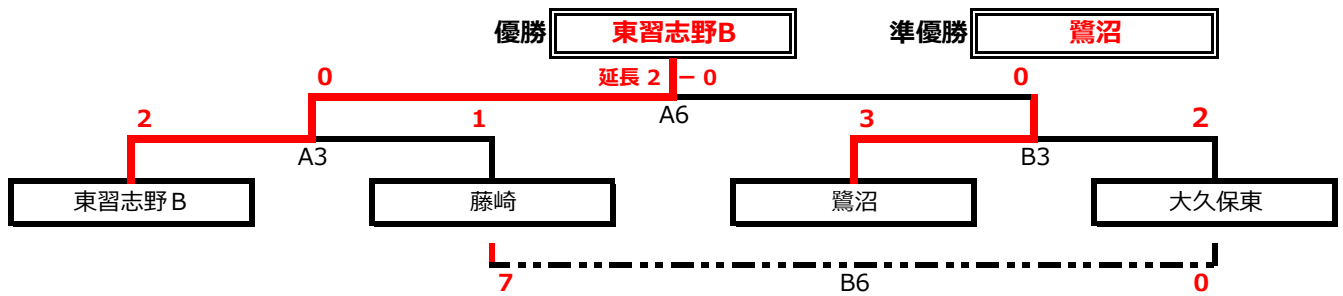 優勝 東習志野B 準優勝 鷺沼
0 延長 2 － 0 0
A6
2 1 3 2
A3 B3
東習志野Ｂ 藤崎 鷺沼 大久保東
7 B6 0